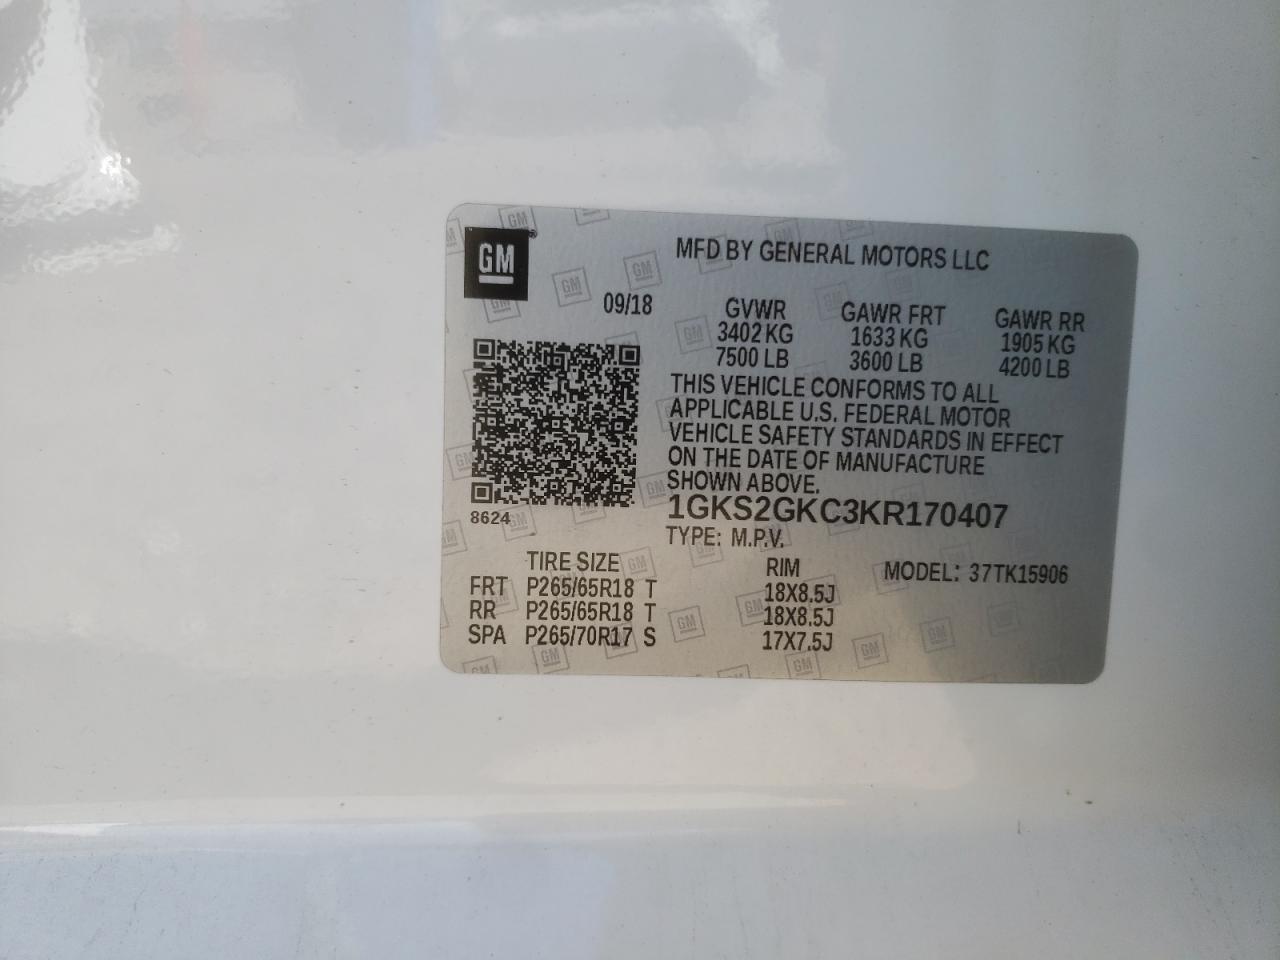 GM®
MFD BY GENERAL MOTORS LLC
09/18 GVWR GAWR FRT GAWR RR
3402 KG 1633 KG 1905 KG
7500 LB 3600 LB 4200 LB
THIS VEHICLE CONFORMS TO ALL
APPLICABLE U.S. FEDERAL MOTOR
VEHICLE SAFETY STANDARDS IN EFFECT
ON THE DATE OF MANUFACTURE
SHOWN ABOVE.
8624
1GKS2GKC3KR170407
TYPE: M.P.V.
TIRE SIZE RIM MODEL: 37TK15906
FRT P265/65R18 T 18X8.5J
RR P265/65R18 T 18X8.5J
SPA P265/70R17 S 17X7.5J